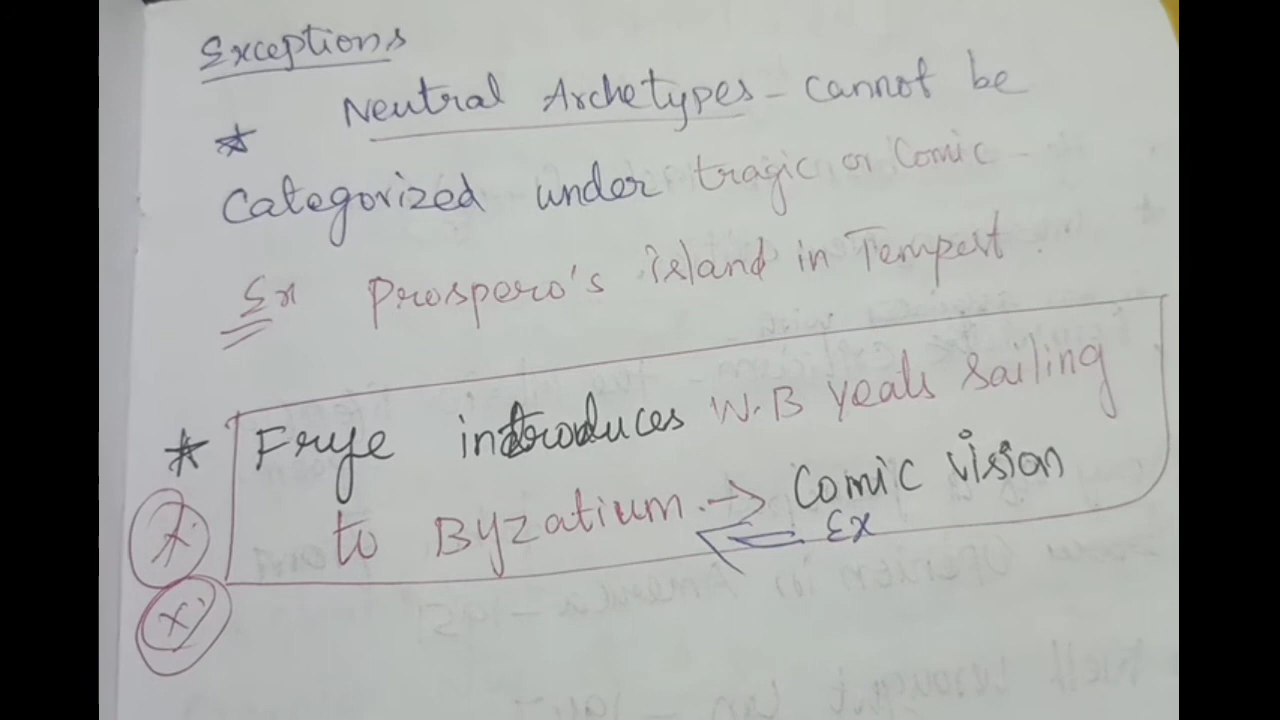 Exceptions
Neutral Archetypes - cannot be
Categorized under tragic or Comic -
Ex Prospero's island in Tempest.
Frye introduces W.B Yeats Sailing
to Byzatium. → Comic vision
Ex